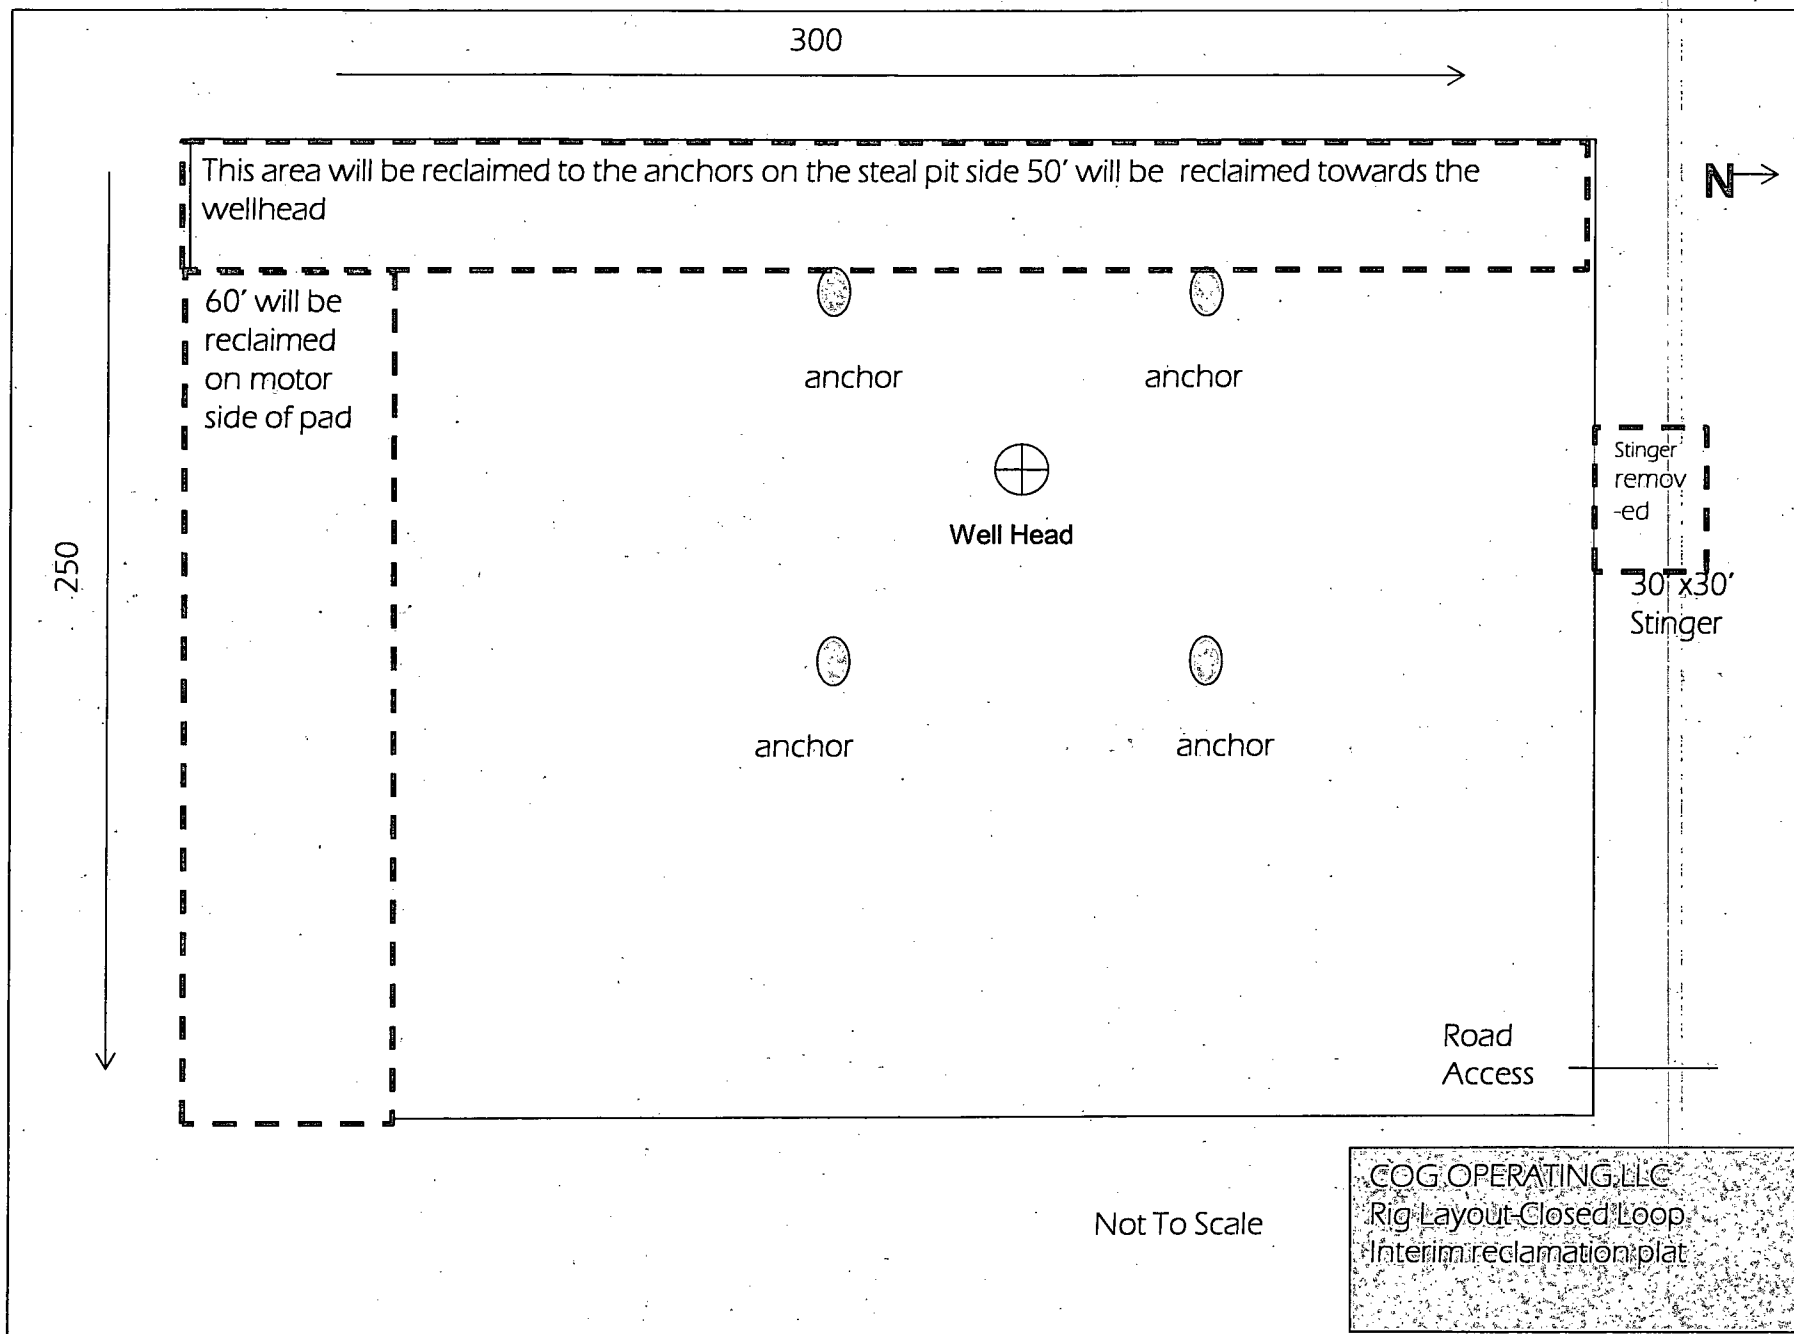 300
This area will be reclaimed to the anchors on the steal pit side 50' will be reclaimed towards the
wellhead
N
60' will be
reclaimed
on motor
side of pad
anchor
anchor
Stinger
remov
-ed
Well Head
250
30' x30'
Stinger
anchor
anchor
Road
Access
COG OPERATING,LLC
Rig Layout-Closed Loop
Interim reclamation plat
Not To Scale